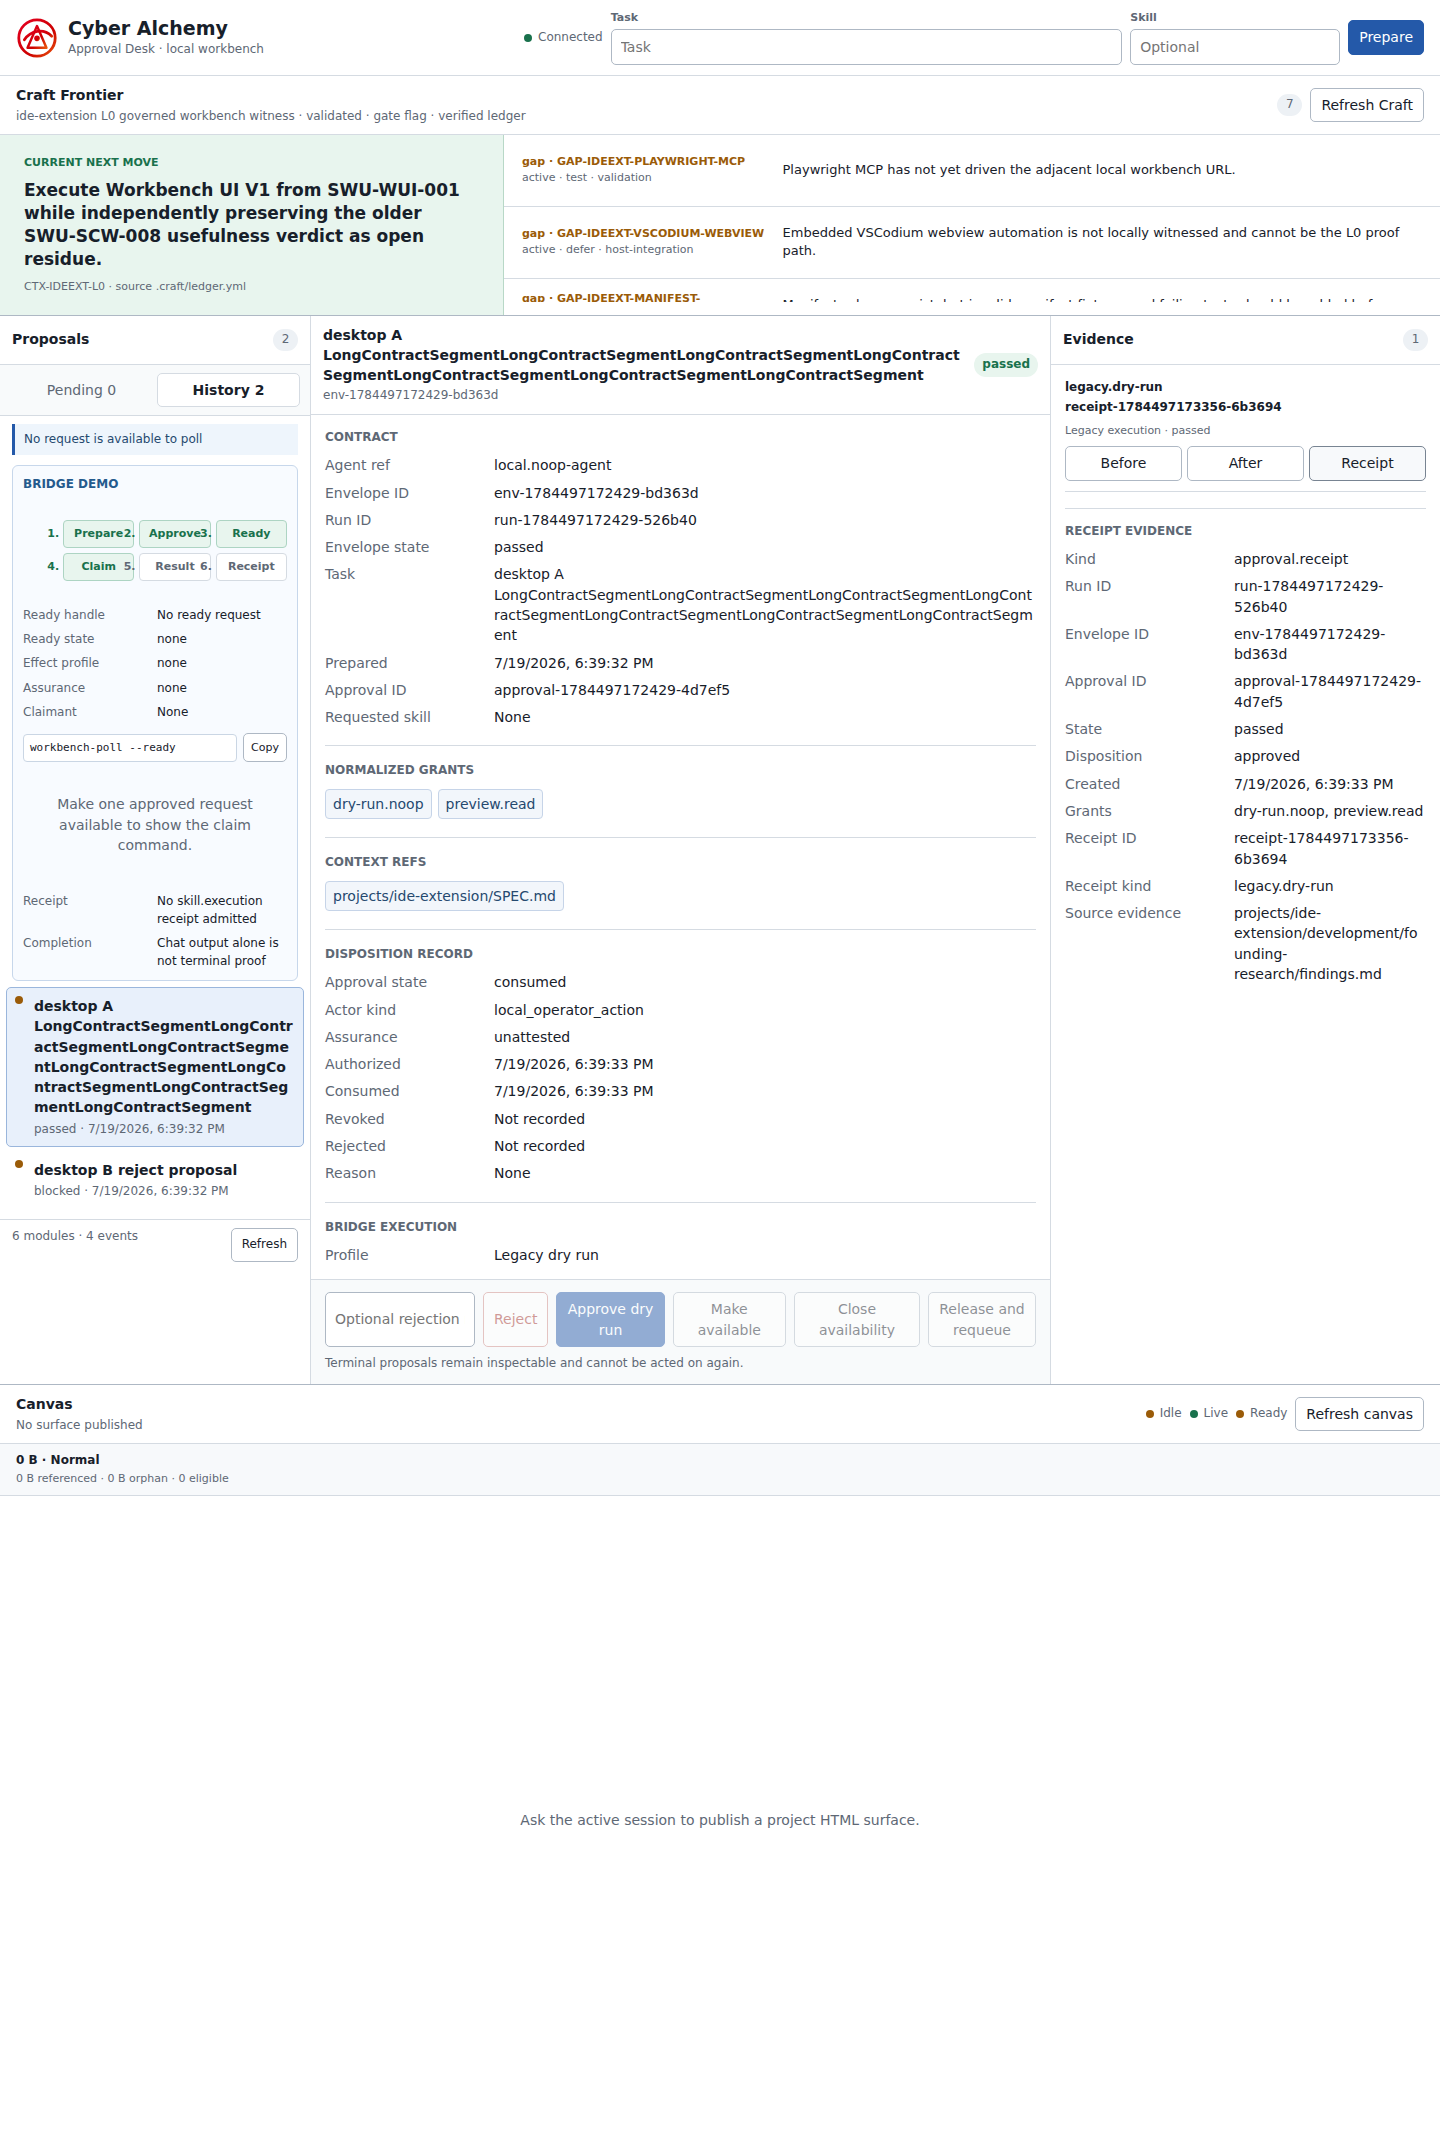 Cyber Alchemy
Approval Desk · local workbench
Connected
Task
Task
Skill
Optional
Prepare
Craft Frontier
ide-extension L0 governed workbench witness · validated · gate flag · verified ledger
7
Refresh Craft
CURRENT NEXT MOVE
Execute Workbench UI V1 from SWU-WUI-001
while independently preserving the older
SWU-SCW-008 usefulness verdict as open
residue.
CTX-IDEEXT-L0 · source .craft/ledger.yml
gap · GAP-IDEEXT-PLAYWRIGHT-MCP
active · test · validation
Playwright MCP has not yet driven the adjacent local workbench URL.
gap · GAP-IDEEXT-VSCODIUM-WEBVIEW
active · defer · host-integration
Embedded VSCodium webview automation is not locally witnessed and cannot be the L0 proof
path.
gap · GAP-IDEEXT-MANIFEST-
Proposals
2
Pending 0
History 2
No request is available to poll
BRIDGE DEMO
1. Prepare
2. Approve
3. Ready
4. Claim
5. Result
6. Receipt
Ready handle No ready request
Ready state none
Effect profile none
Assurance none
Claimant None
workbench-poll --ready
Copy
Make one approved request
available to show the claim
command.
Receipt No skill.execution
receipt admitted
Completion Chat output alone is
not terminal proof
desktop A
LongContractSegmentLongContr
actSegmentLongContractSegme
ntLongContractSegmentLongCo
ntractSegmentLongContractSeg
mentLongContractSegment
passed · 7/19/2026, 6:39:32 PM
desktop B reject proposal
blocked · 7/19/2026, 6:39:32 PM
6 modules · 4 events
Refresh
desktop A
LongContractSegmentLongContractSegmentLongContractSegmentLongContract
SegmentLongContractSegmentLongContractSegmentLongContractSegment
env-1784497172429-bd363d
passed
CONTRACT
Agent ref local.noop-agent
Envelope ID env-1784497172429-bd363d
Run ID run-1784497172429-526b40
Envelope state passed
Task desktop A
LongContractSegmentLongContractSegmentLongContractSegmentLongCont
ractSegmentLongContractSegmentLongContractSegmentLongContractSegm
ent
Prepared 7/19/2026, 6:39:32 PM
Approval ID approval-1784497172429-4d7ef5
Requested skill None
NORMALIZED GRANTS
dry-run.noop
preview.read
CONTEXT REFS
projects/ide-extension/SPEC.md
DISPOSITION RECORD
Approval state consumed
Actor kind local_operator_action
Assurance unattested
Authorized 7/19/2026, 6:39:33 PM
Consumed 7/19/2026, 6:39:33 PM
Revoked Not recorded
Rejected Not recorded
Reason None
BRIDGE EXECUTION
Profile Legacy dry run
Optional rejection
Reject
Approve dry
run
Make
available
Close
availability
Release and
requeue
Terminal proposals remain inspectable and cannot be acted on again.
Evidence
1
legacy.dry-run
receipt-1784497173356-6b3694
Legacy execution · passed
Before
After
Receipt
RECEIPT EVIDENCE
Kind approval.receipt
Run ID run-1784497172429-
526b40
Envelope ID env-1784497172429-
bd363d
Approval ID approval-1784497172429-
4d7ef5
State passed
Disposition approved
Created 7/19/2026, 6:39:33 PM
Grants dry-run.noop, preview.read
Receipt ID receipt-1784497173356-
6b3694
Receipt kind legacy.dry-run
Source evidence projects/ide-
extension/development/fo
unding-
research/findings.md
Canvas
No surface published
Idle
Live
Ready
Refresh canvas
0 B · Normal
0 B referenced · 0 B orphan · 0 eligible
Ask the active session to publish a project HTML surface.